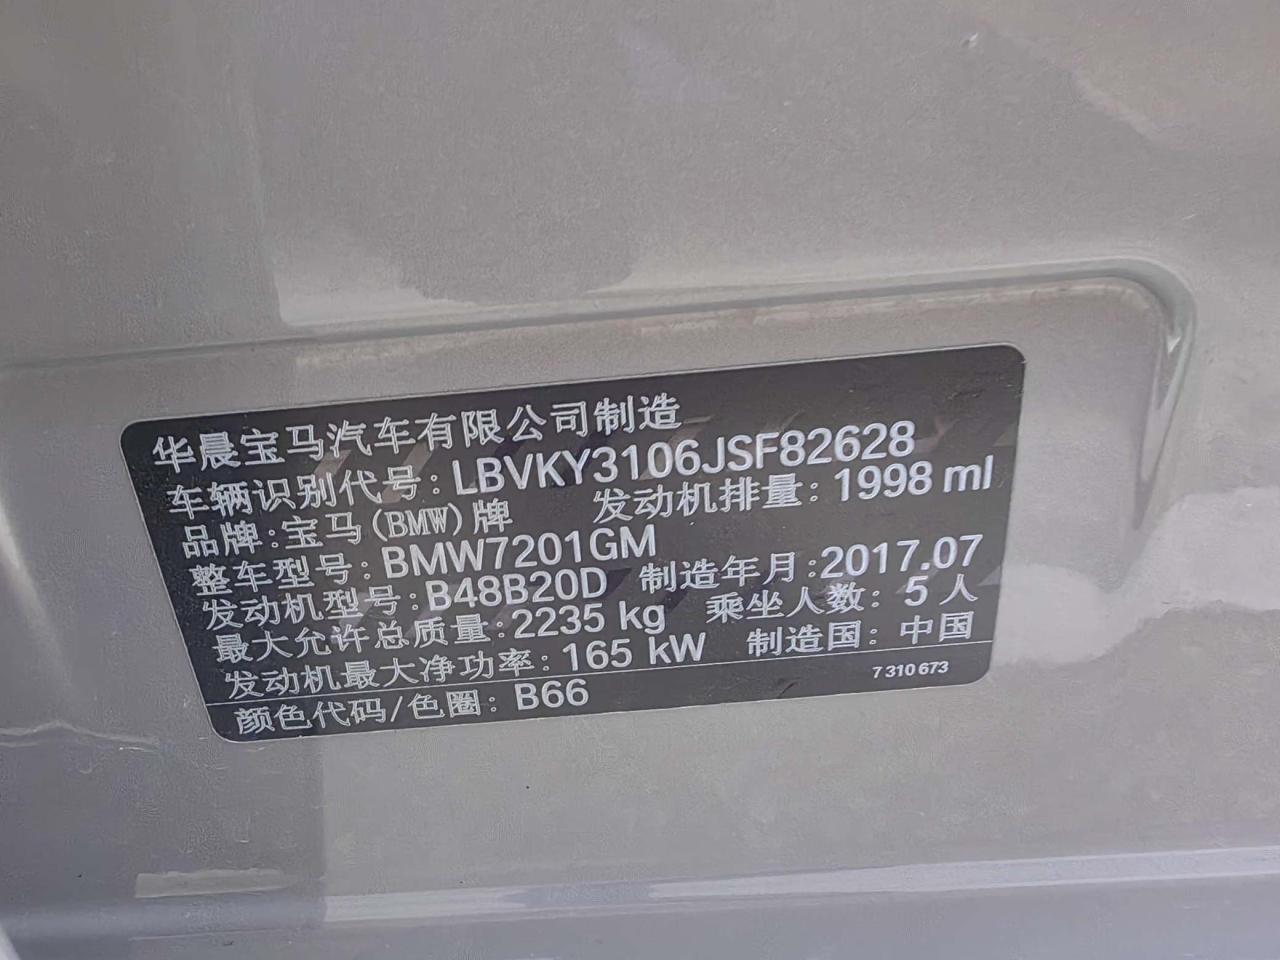 华晨宝马汽车有限公司制造
车辆识别代号: LBVKY3106JSF82628
品牌:宝马(BMW)牌 发动机排量: 1998 ml
整车型号: BMW7201GM
发动机型号: B48B20D 制造年月:2017.07
最大允许总质量:2235 kg 乘坐人数: 5 人
发动机最大净功率: 165 kW 制造国: 中国
颜色代码/色圈: B66 7 310 673